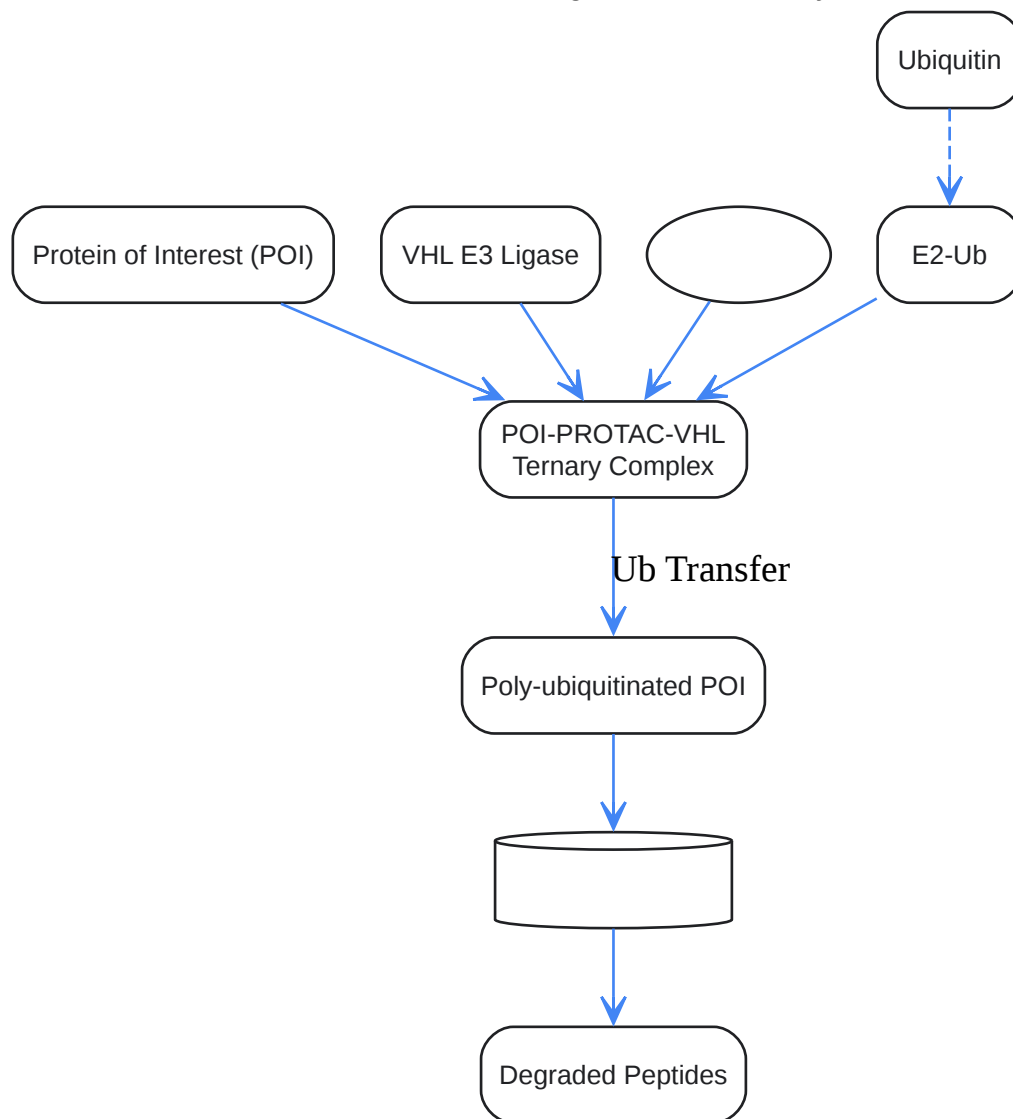 Ubiquitin
Protein of Interest (POI)
VHL E3 Ligase
E2-Ub
POI-PROTAC-VHL
Ternary Complex
Ub Transfer
Poly-ubiquitinated POI
Degraded Peptides